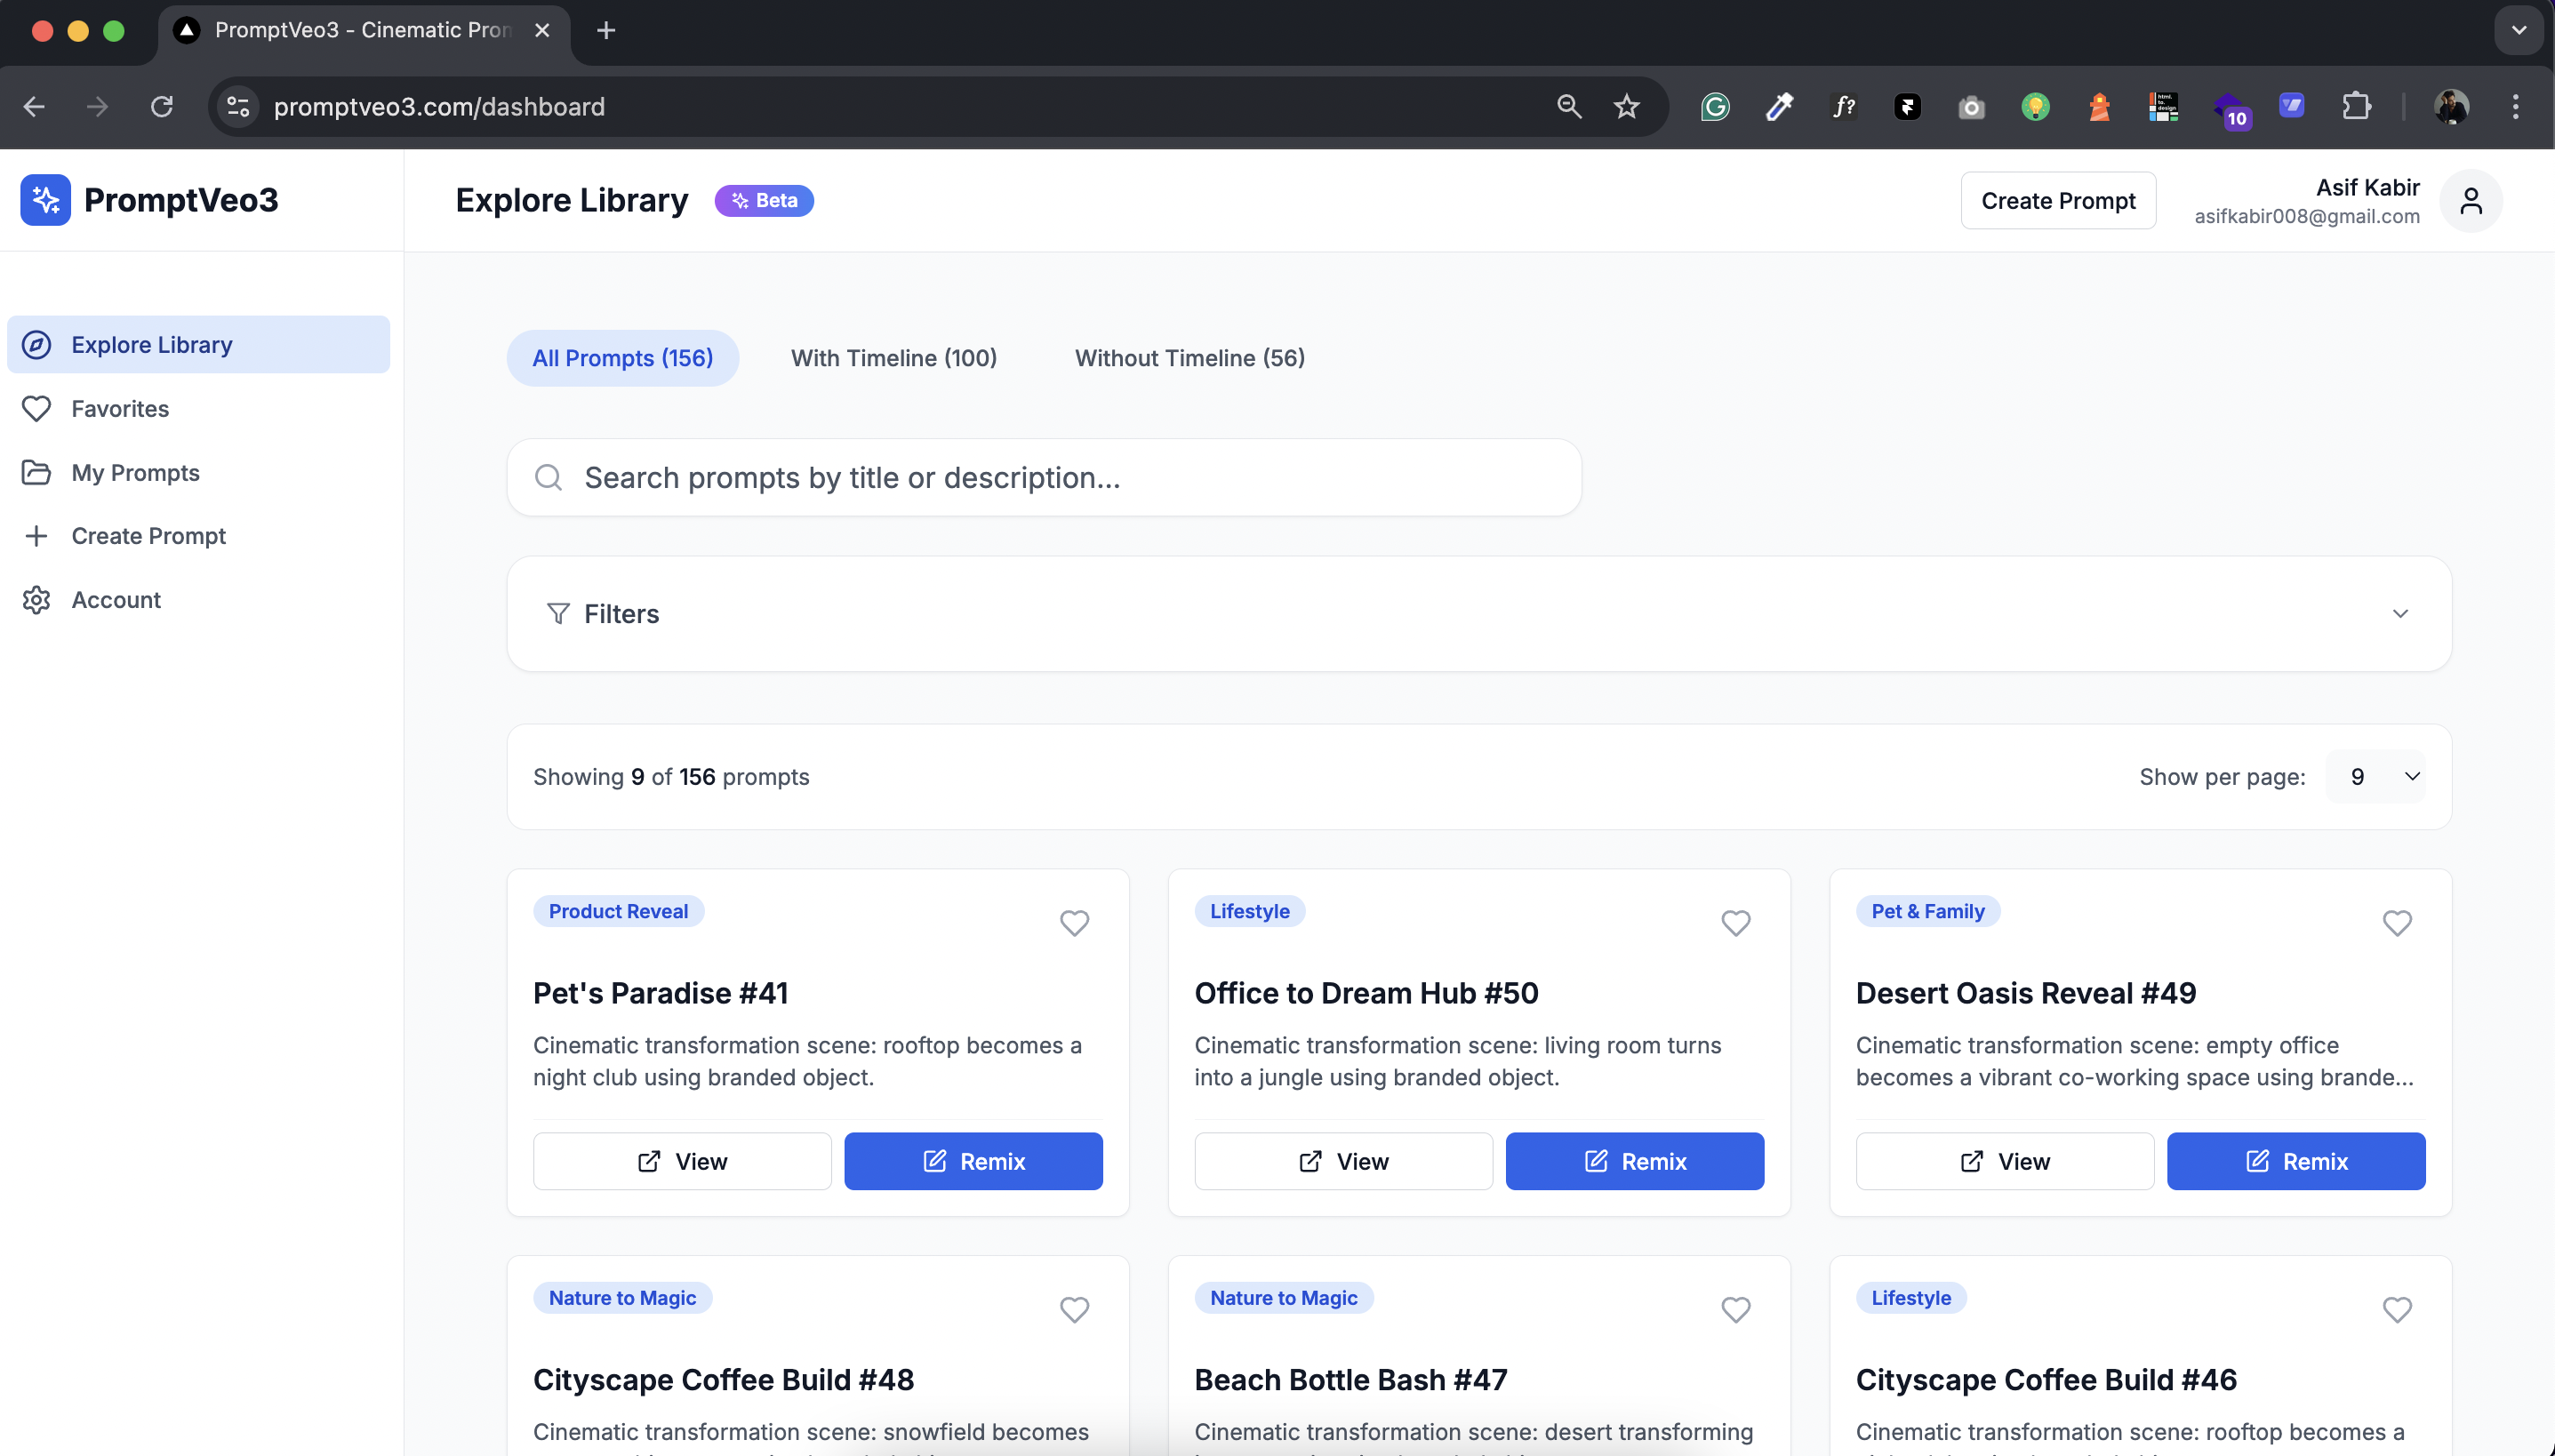 PromptVeo3 - Cinematic Pron
promptveo3.com/dashboard
10
PromptVeo3
Explore Library
Beta
Create Prompt
Asif Kabir
asifkabir008@gmail.com
Explore Library
Favorites
My Prompts
Create Prompt
Account
All Prompts (156)
With Timeline (100)
Without Timeline (56)
Search prompts by title or description...
Filters
Showing 9 of 156 prompts
Show per page:
9
Product Reveal
Pet's Paradise #41
Cinematic transformation scene: rooftop becomes a
night club using branded object.
View
Remix
Lifestyle
Office to Dream Hub #50
Cinematic transformation scene: living room turns
into a jungle using branded object.
View
Remix
Pet & Family
Desert Oasis Reveal #49
Cinematic transformation scene: empty office
becomes a vibrant co-working space using brande...
View
Remix
Nature to Magic
Cityscape Coffee Build #48
Cinematic transformation scene: snowfield becomes
Nature to Magic
Beach Bottle Bash #47
Cinematic transformation scene: desert transforming
Lifestyle
Cityscape Coffee Build #46
Cinematic transformation scene: rooftop becomes a